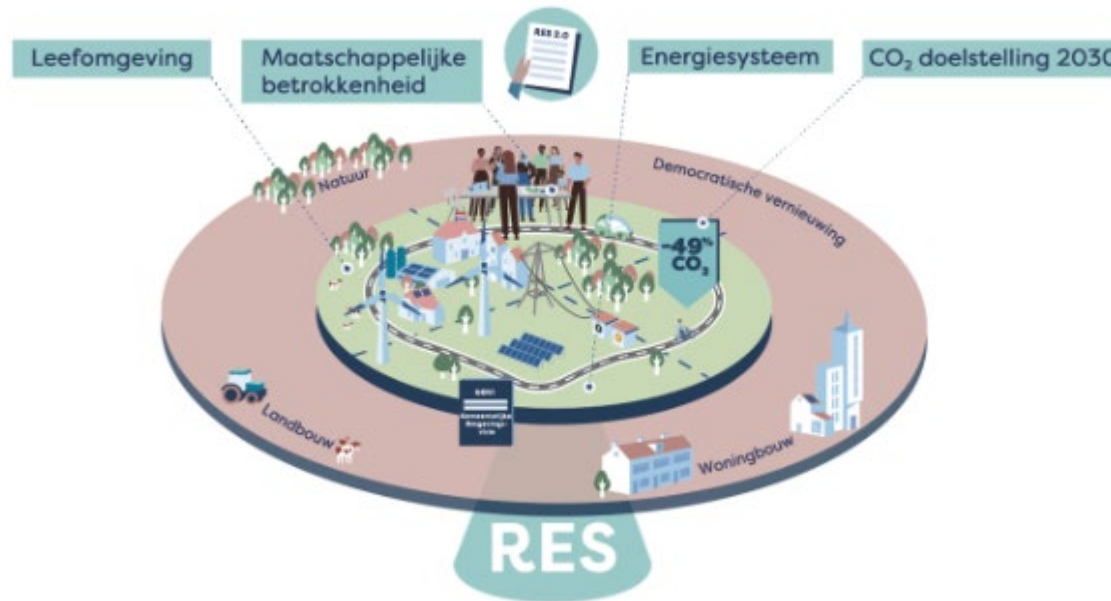 RES 2.0
Leefomgeving
Maatschappelijke
betrokkenheid
Energiesysteem
CO₂ doelstelling 2030
Natuur
Democratische vernieuwing
-49%
CO₂
Landbouw
Woningbouw
RES